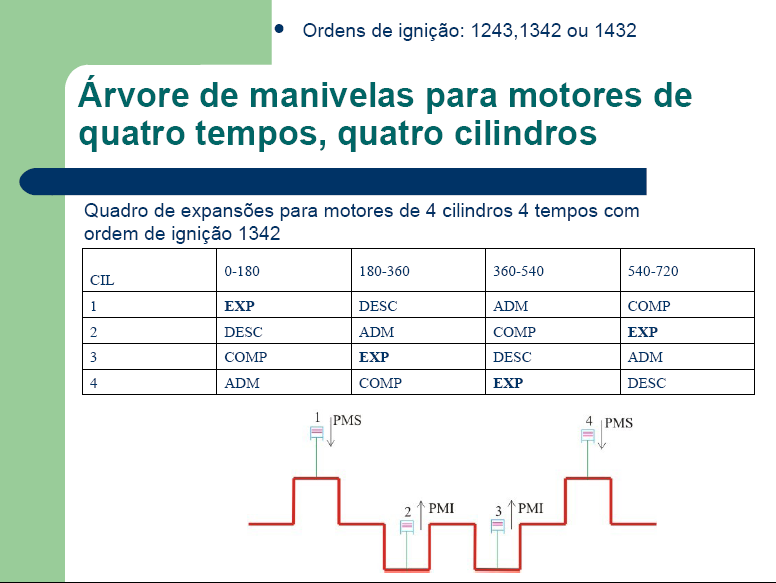 • Ordens de ignição: 1243,1342 ou 1432
Árvore de manivelas para motores de
quatro tempos, quatro cilindros
Quadro de expansões para motores de 4 cilindros 4 tempos com
ordem de ignição 1342
CIL 0-180 180-360 360-540 540-720
1 EXP DESC ADM COMP
2 DESC ADM COMP EXP
3 COMP EXP DESC ADM
4 ADM COMP EXP DESC
1 PMS 4 PMS
2 PMI 3 PMI